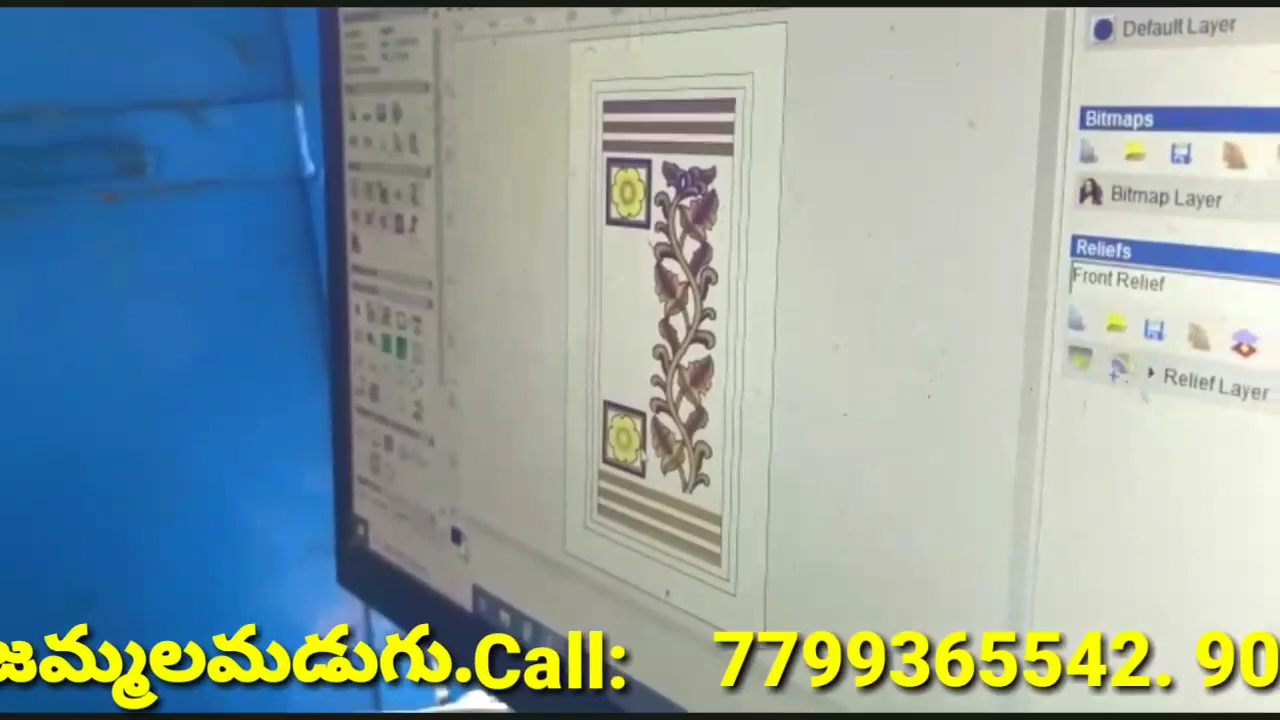 Default Layer
Bitmaps
Bitmap Layer
Reliefs
Front Relief
Relief Layer
జమ్మలమడుగు.Call: 7799365542. 90